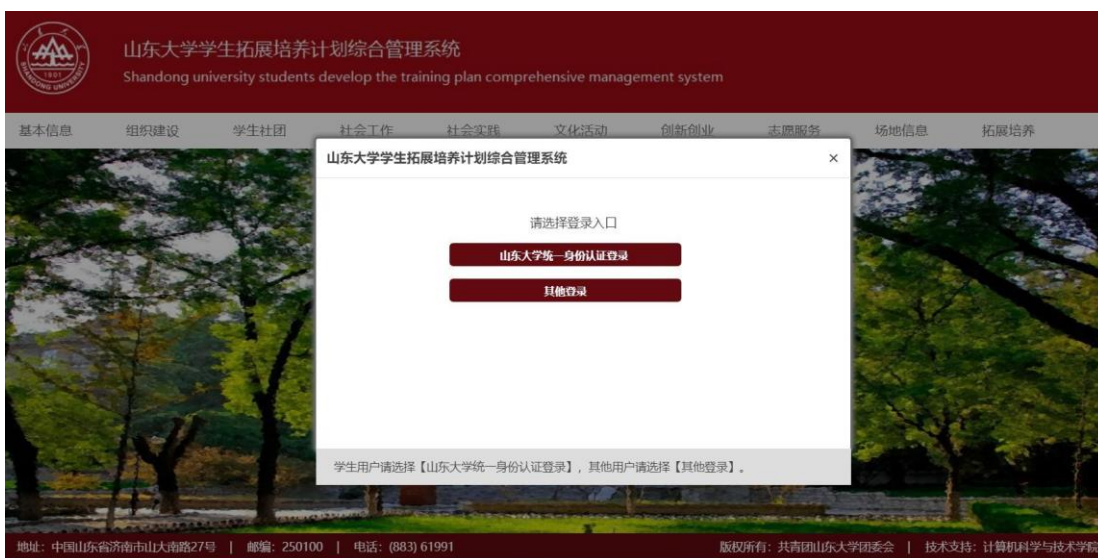 山东大学学生拓展培养计划综合管理系统
Shandong university students develop the training plan comprehensive management system
SHANDONG UNIVERSITY
1901
基本信息 组织建设 学生社团 社会工作 社会实践 文化活动 创新创业 志愿服务 场地信息 拓展培养
山东大学学生拓展培养计划综合管理系统 ×
请选择登录入口
山东大学统一身份认证登录
其他登录
学生用户请选择【山东大学统一身份认证登录】，其他用户请选择【其他登录】。
地址：中国山东省济南市山大南路27号 | 邮编：250100 | 电话：(883) 61991 版权所有：共青团山东大学团委会 | 技术支持：计算机科学与技术学院